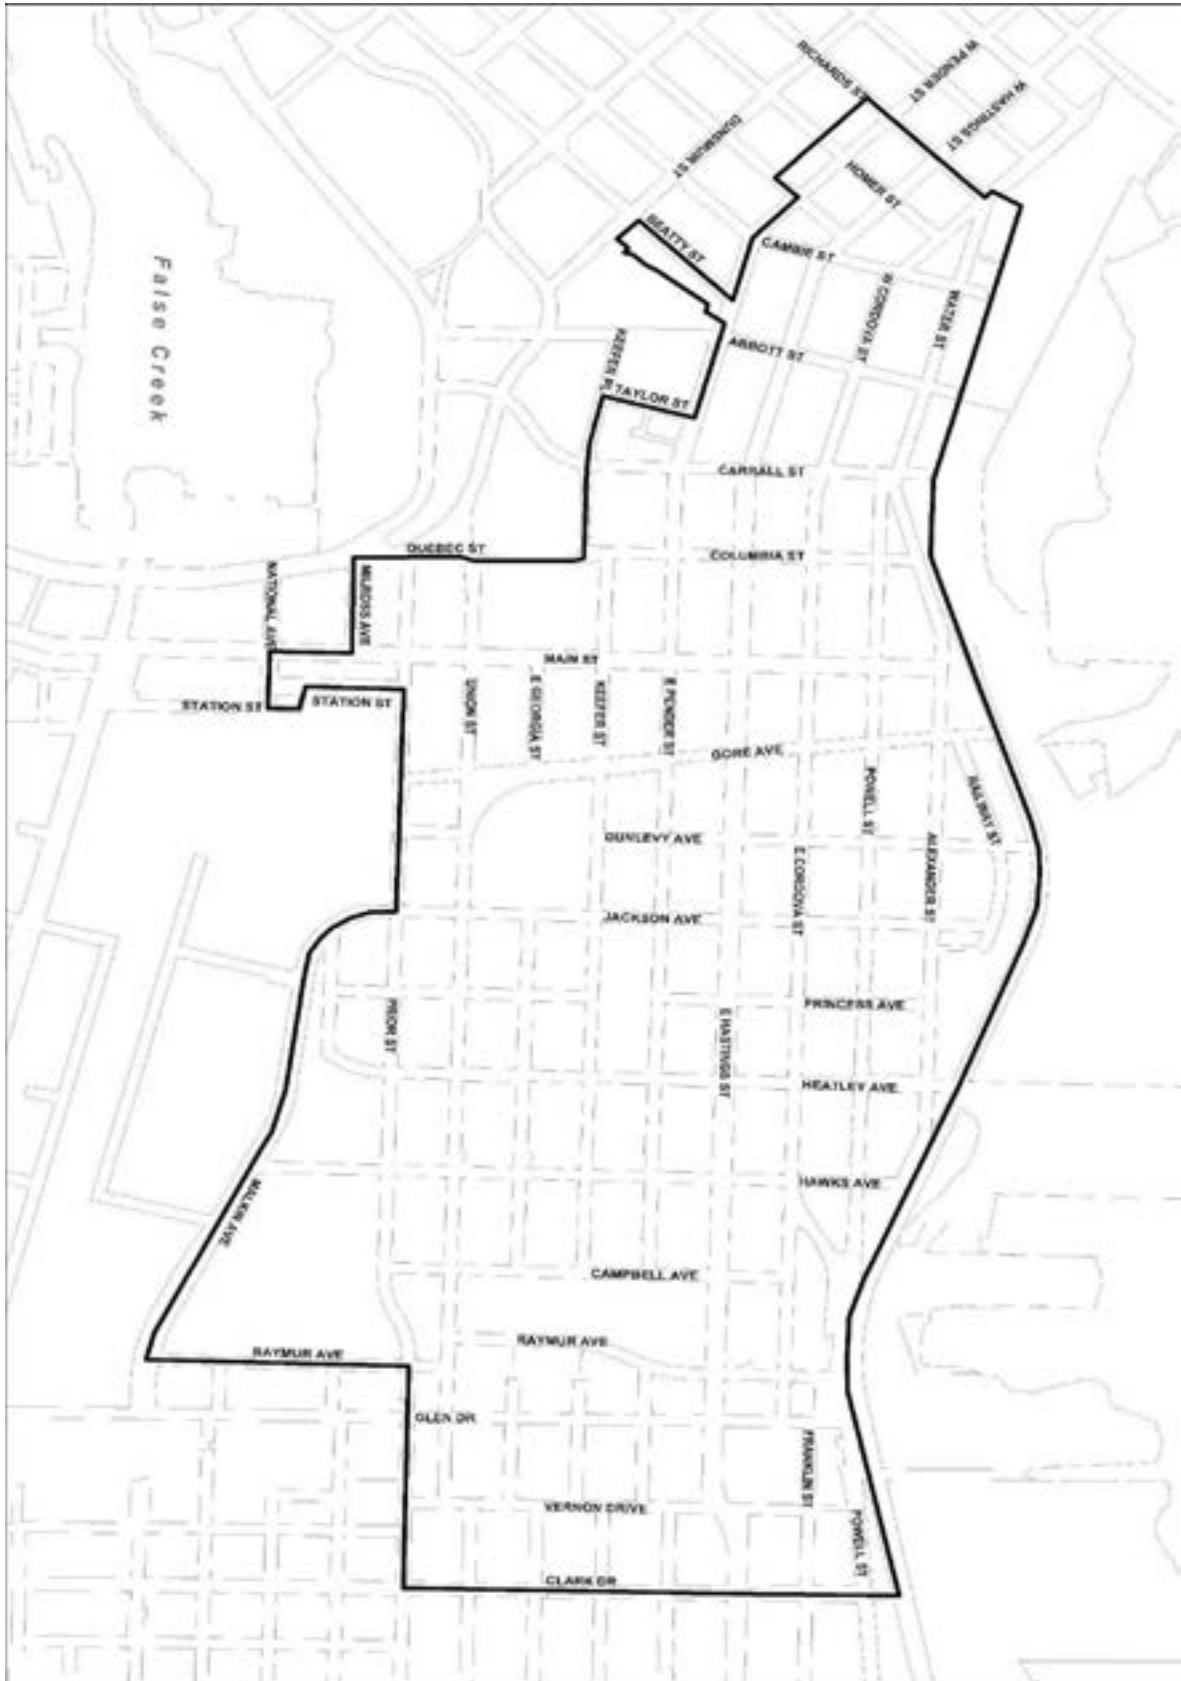 RICHARDS ST
W PENDER ST
W HASTINGS ST
DUNSMUIR ST
HOMER ST
BEATTY ST
CAMBIE ST
W CORDOVA ST
WATER ST
False Creek
ABBOTT ST
TAYLOR ST
CARRALL ST
QUEBEC ST
COLUMBIA ST
NATIONAL AVE
MILROSS AVE
MAIN ST
STATION ST
STATION ST
UNION ST
E GEORGIA ST
KEEFER ST
E PENDER ST
GORE AVE
POWELL ST
RAILWAY ST
DUNLEVY AVE
E CORDOVA ST
ALEXANDER ST
JACKSON AVE
PRIOR ST
PRINCESS AVE
E HASTINGS ST
HEATLEY AVE
MALKIN AVE
HAWKS AVE
CAMPBELL AVE
RAYMUR AVE
RAYMUR AVE
GLEN DR
FRANKLIN ST
VERNON DRIVE
POWELL ST
CLARK DR